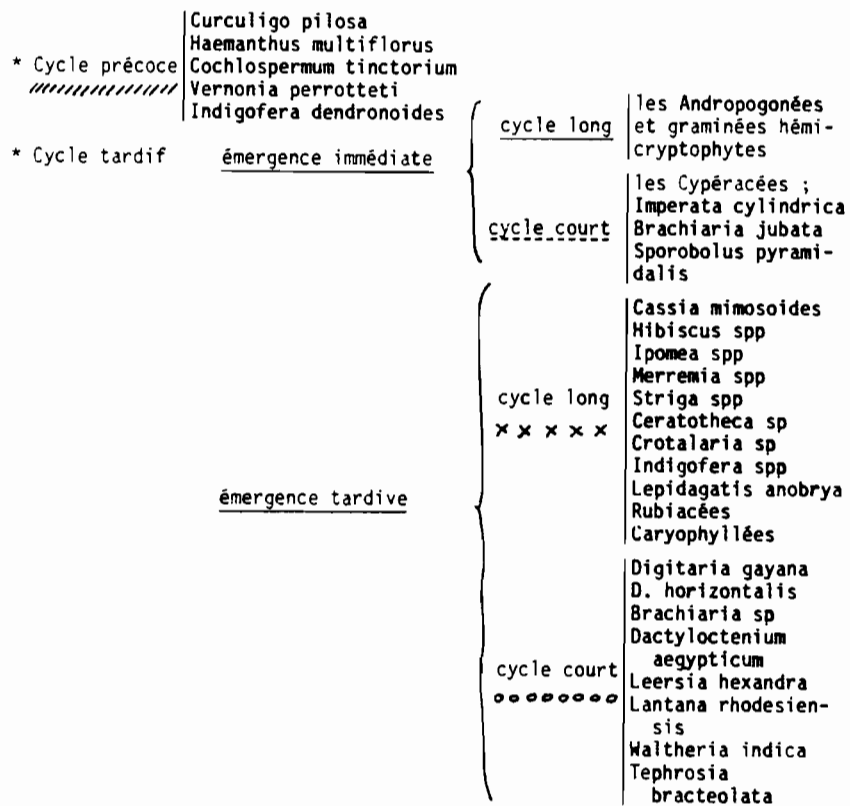 Curculigo pilosa
Haemanthus multiflorus
* Cycle précoce Cochlospermum tinctorium
Vernonia perrotteti
Indigofera dendronoides
* Cycle tardif
émergence immédiate
cycle long
les Andropogonées
et graminées hémi-
cryptophytes
cycle court
les Cypéracées ;
Imperata cylindrica
Brachiaria jubata
Sporobolus pyrami-
dalis
émergence tardive
cycle long
x x x x x
Cassia mimosoides
Hibiscus spp
Ipomea spp
Merremia spp
Striga spp
Ceratotheca sp
Crotalaria sp
Indigofera spp
Lepidagatis anobrya
Rubiacées
Caryophyllées
cycle court
o o o o o o o o
Digitaria gayana
D. horizontalis
Brachiaria sp
Dactyloctenium
aegypticum
Leersia hexandra
Lantana rhodesien-
sis
Waltheria indica
Tephrosia
bracteolata